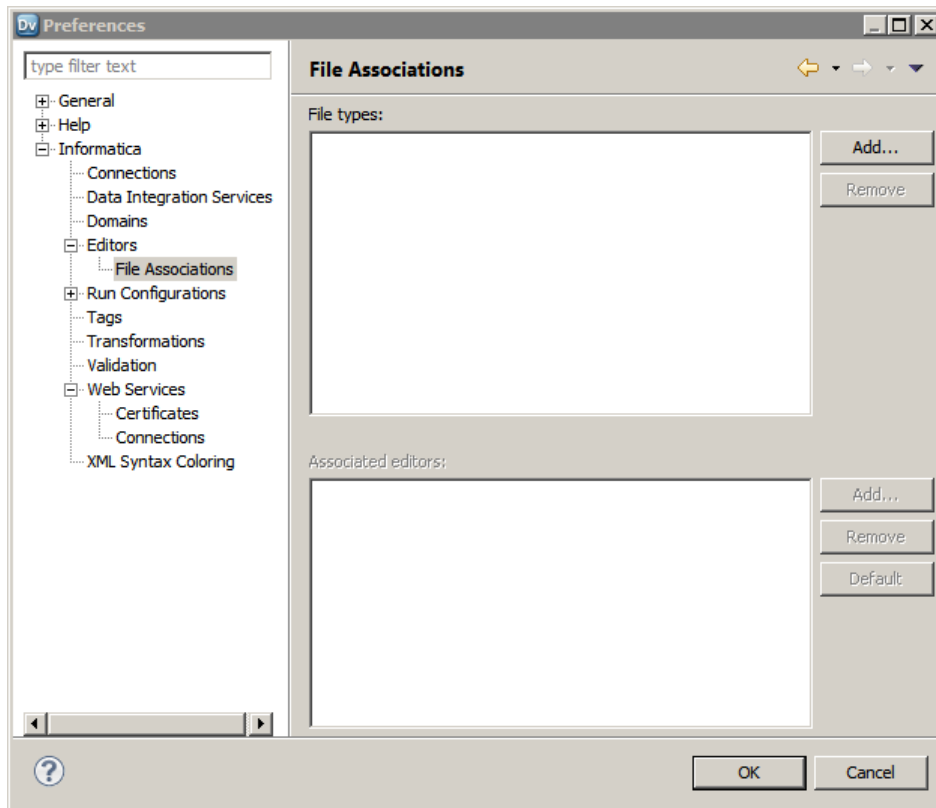 Dv Preferences
type filter text
General
Help
Informatica
Connections
Data Integration Services
Domains
Editors
File Associations
Run Configurations
Tags
Transformations
Validation
Web Services
Certificates
Connections
XML Syntax Coloring
File Associations
File types:
Add...
Remove
Associated editors:
Add...
Remove
Default
?
OK
Cancel